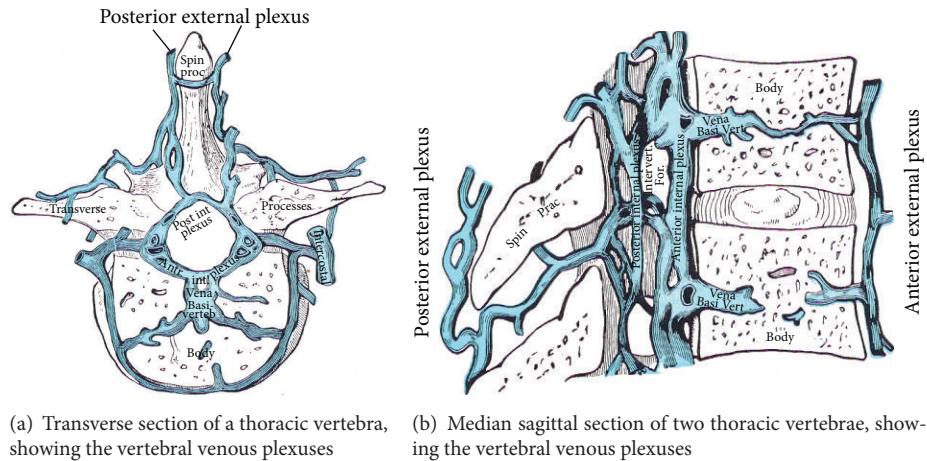 Posterior external plexus
Spin
proc
Transverse
Post int
plexus
Processes
Intercostal
Antr. intl plexus
Vena
Basi
verteb
Body
(a) Transverse section of a thoracic vertebra,
showing the vertebral venous plexuses
Posterior external plexus
Spin Prac
Posterior internal plexus
Intervert.
For.
Anterior internal plexus
Body
Vena
Basi Vert
Vena
Basi Vert
Body
Anterior external plexus
(b) Median sagittal section of two thoracic vertebrae, show-
ing the vertebral venous plexuses